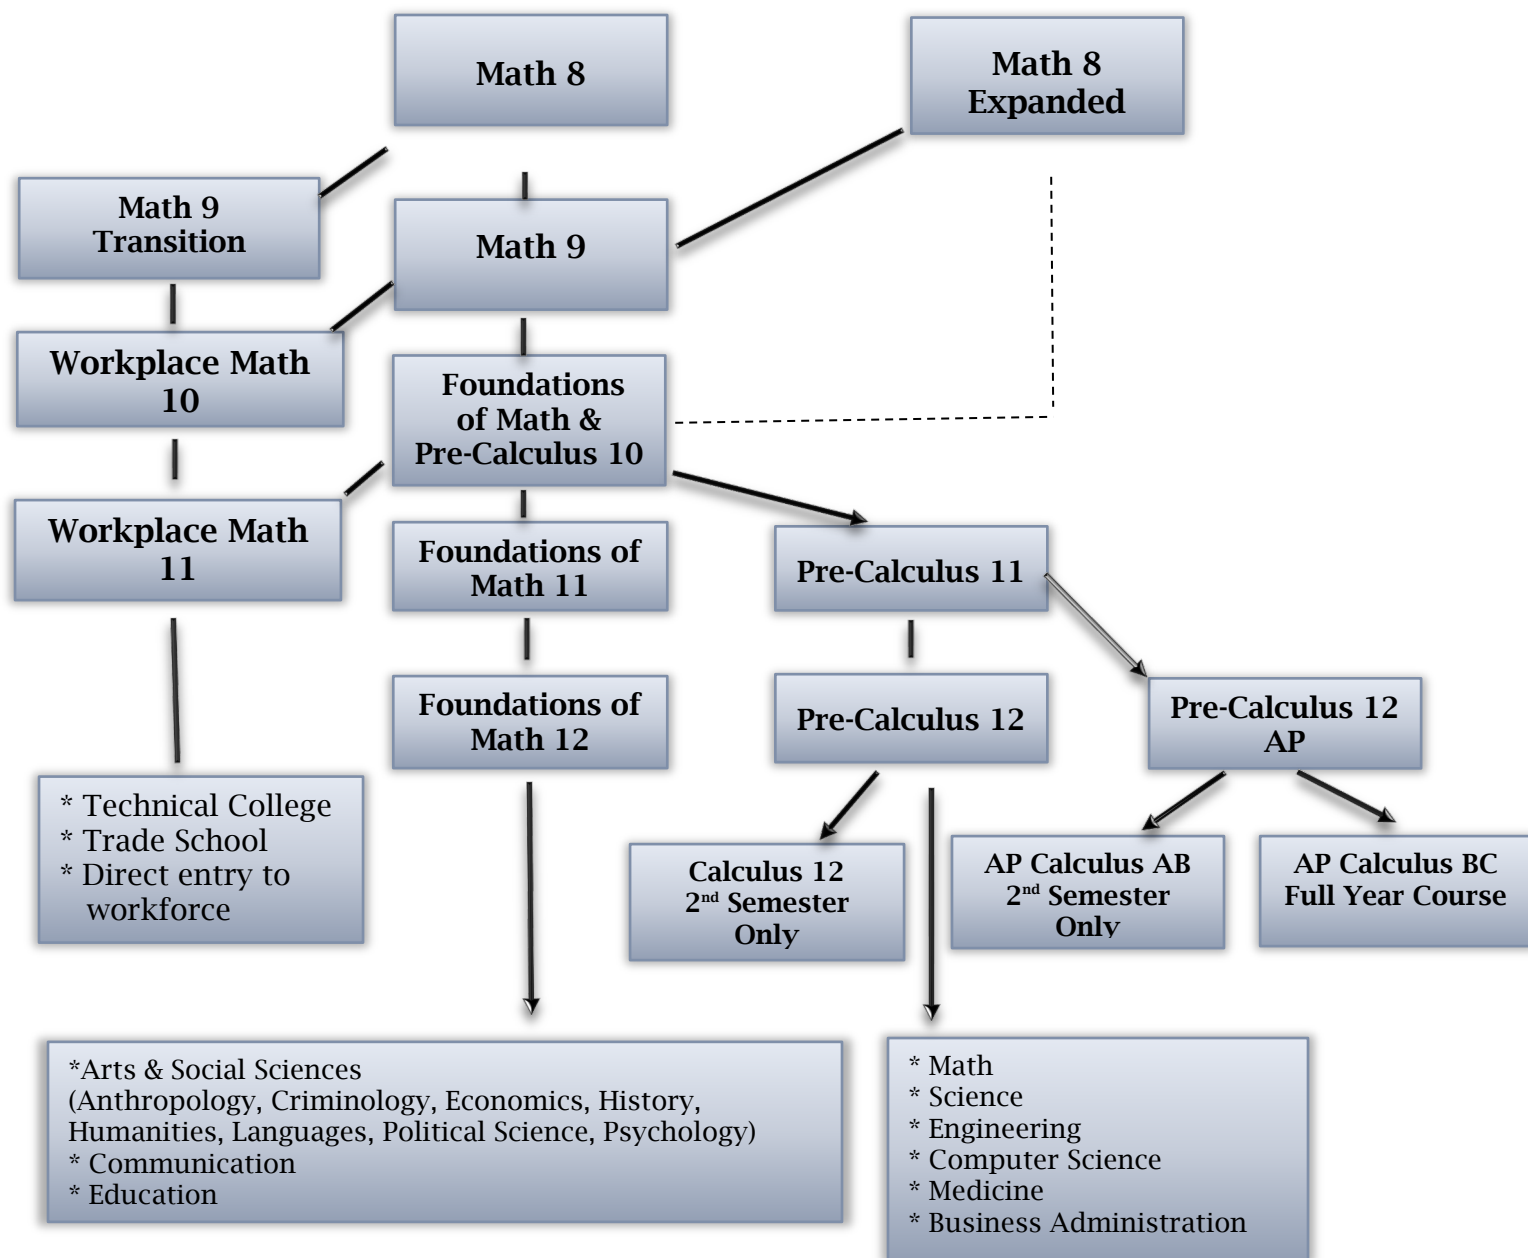 Math 8
Math 8
Expanded
Math 9
Transition
Math 9
Workplace Math
10
Foundations
of Math &
Pre-Calculus 10
Workplace Math
11
Foundations of
Math 11
Pre-Calculus 11
Foundations of
Math 12
Pre-Calculus 12
Pre-Calculus 12
AP
* Technical College
* Trade School
* Direct entry to
workforce
Calculus 12
2nd Semester
Only
AP Calculus AB
2nd Semester
Only
AP Calculus BC
Full Year Course
*Arts & Social Sciences
(Anthropology, Criminology, Economics, History,
Humanities, Languages, Political Science, Psychology)
* Communication
* Education
* Math
* Science
* Engineering
* Computer Science
* Medicine
* Business Administration